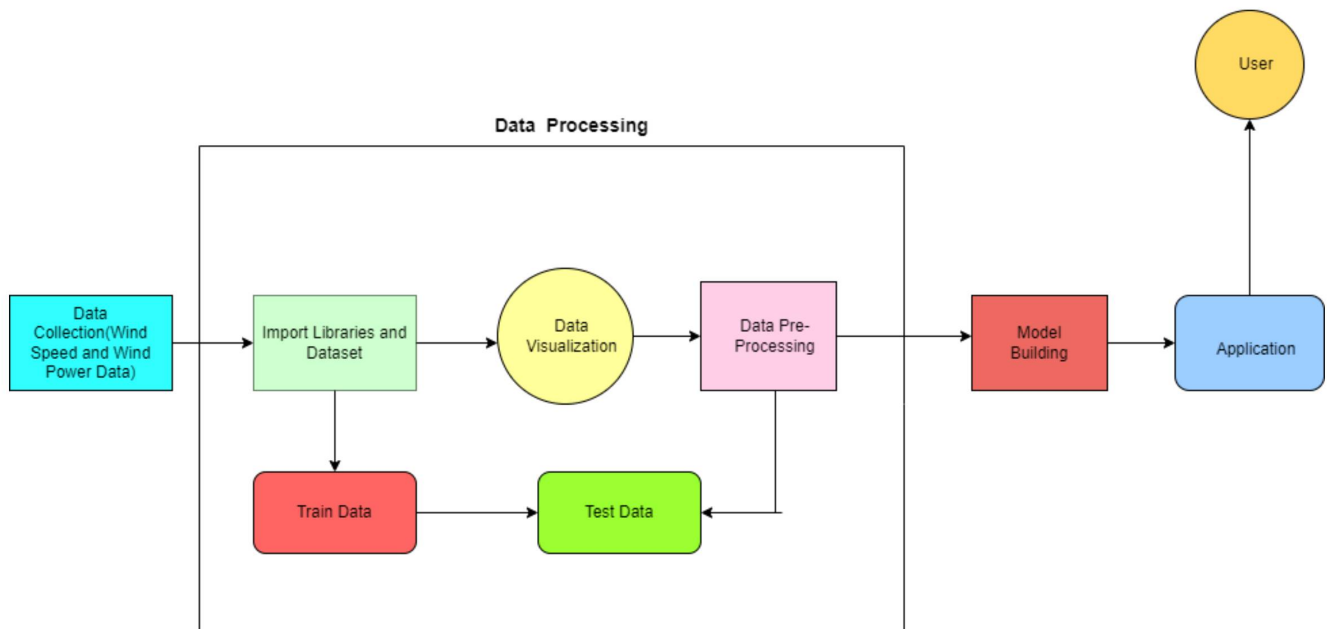 User
Data Processing
Data
Collection(Wind
Speed and Wind
Power Data)
Import Libraries and
Dataset
Data
Visualization
Data Pre-
Processing
Model
Building
Application
Train Data
Test Data